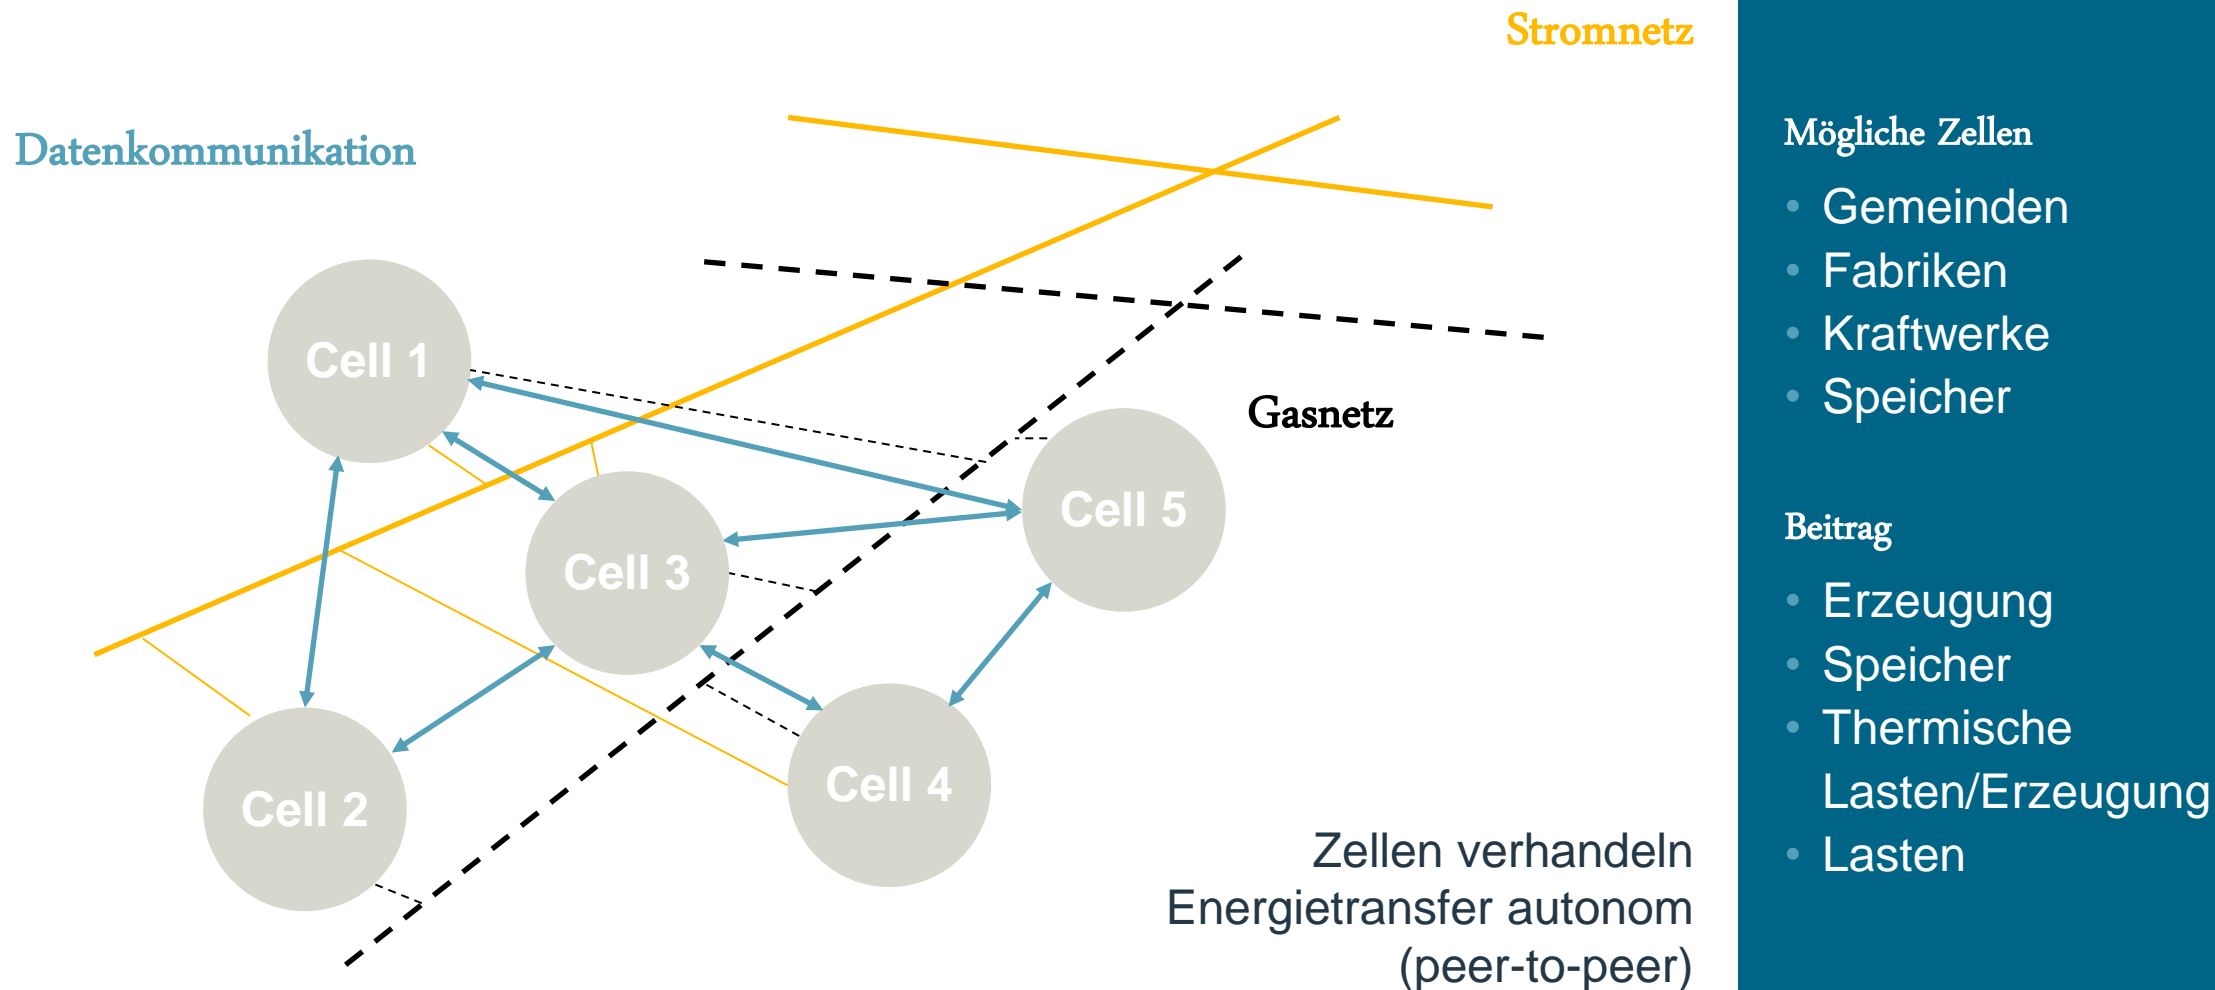 Stromnetz
Datenkommunikation
Cell 1
Gasnetz
Cell 5
Cell 3
Cell 4
Cell 2
Zellen verhandeln
Energietransfer autonom
(peer-to-peer)
Mögliche Zellen
• Gemeinden
• Fabriken
• Kraftwerke
• Speicher
Beitrag
• Erzeugung
• Speicher
• Thermische
Lasten/Erzeugung
• Lasten